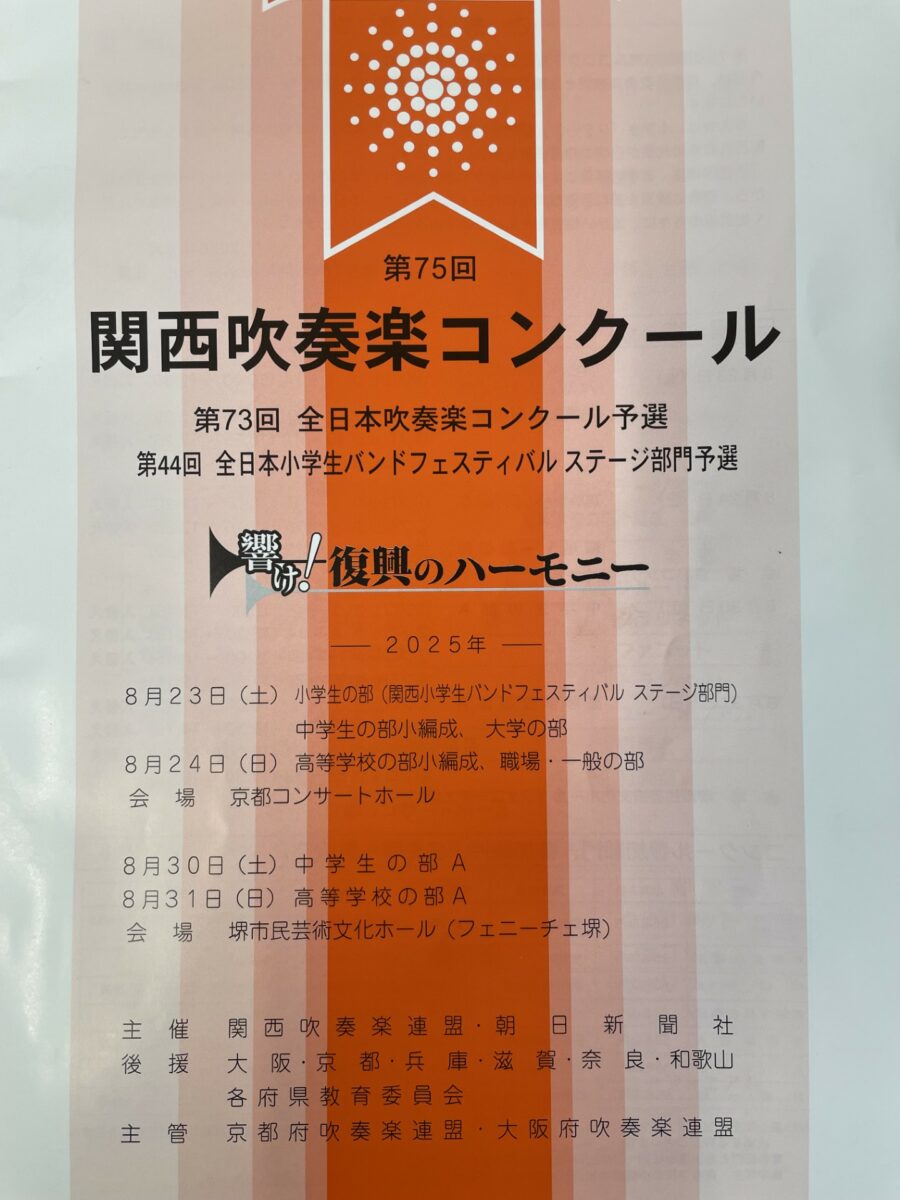 第75回
関西吹奏楽コンクール
第73回 全日本吹奏楽コンクール予選
第44回 全日本小学生バンドフェスティバル ステージ部門予選
響け!復興のハーモニー
― 2025年 ―
8月23日(土) 小学生の部(関西小学生バンドフェスティバル ステージ部門)
中学生の部小編成、大学の部
8月24日(日) 高等学校の部小編成、職場・一般の部
会場 京都コンサートホール
8月30日(土) 中学生の部A
8月31日(日) 高等学校の部A
会場 堺市民芸術文化ホール(フェニーチェ堺)
主催 関西吹奏楽連盟・朝日新聞社
後援 大阪・京都・兵庫・滋賀・奈良・和歌山
各府県教育委員会
主管 京都府吹奏楽連盟・大阪府吹奏楽連盟